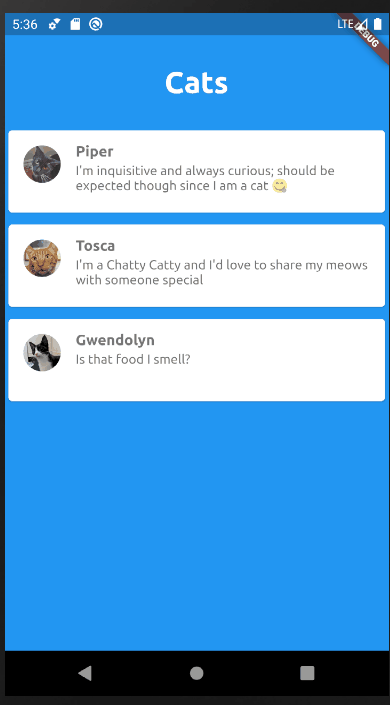 5:36
LTE
DEBUG
Cats
Piper
I'm inquisitive and always curious; should be
expected though since I am a cat 😋
Tosca
I'm a Chatty Catty and I'd love to share my meows
with someone special
Gwendolyn
Is that food I smell?